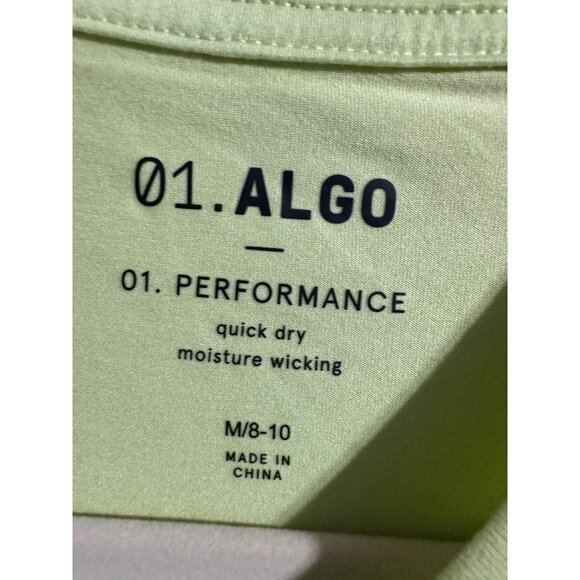 01.ALGO
01. PERFORMANCE
quick dry
moisture wicking
M/8-10
MADE IN
CHINA